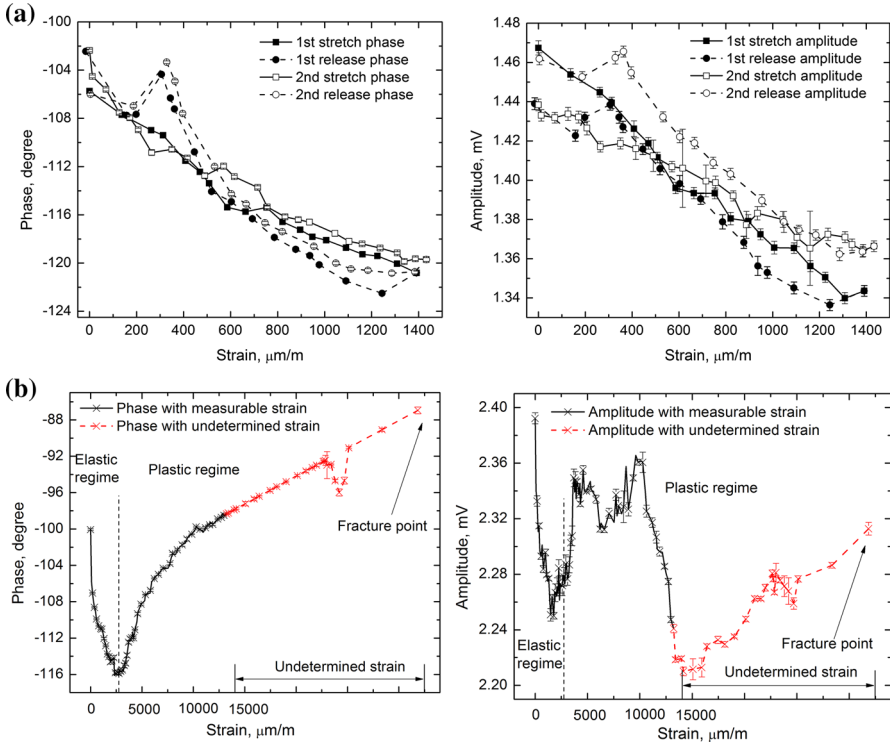 (a)
-100
-104
-108
-112
-116
-120
-124
Phase, degree
1st stretch phase
1st release phase
2nd stretch phase
2nd release phase
0 200 400 600 800 1000 1200 1400
Strain, μm/m
1.48
1.46
1.44
1.42
1.40
1.38
1.36
1.34
Amplitude, mV
1st stretch amplitude
1st release amplitude
2nd stretch amplitude
2nd release amplitude
0 200 400 600 800 1000 1200 1400
Strain, μm/m
(b)
-88
-92
-96
-100
-104
-108
-112
-116
Phase, degree
Phase with measurable strain
Phase with undetermined strain
Elastic
regime
Plastic regime
Fracture point
Undetermined strain
0 5000 10000 15000
Strain, μm/m
2.40
2.36
2.32
2.28
2.24
2.20
Amplitude, mV
Amplitude with measurable strain
Amplitude with undetermined strain
Plastic regime
Elastic
regime
Fracture point
Undetermined strain
0 5000 10000 15000
Strain, μm/m